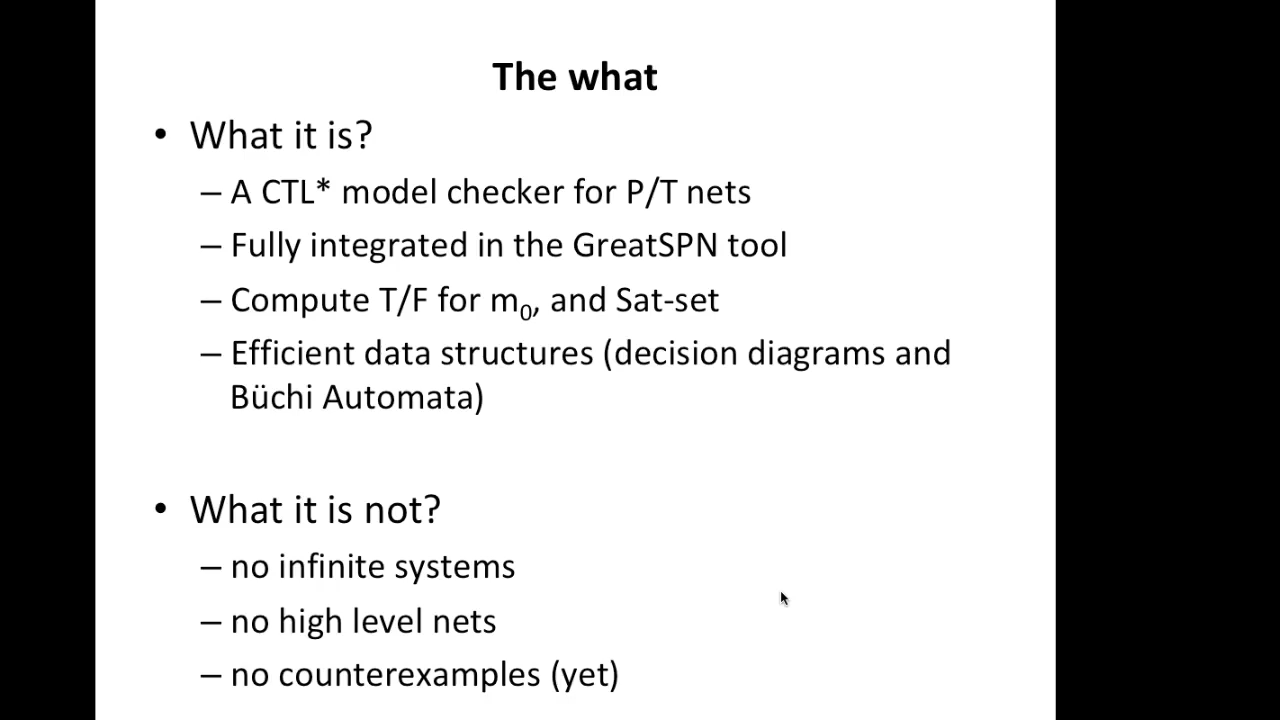 The what
• What it is?
– A CTL* model checker for P/T nets
– Fully integrated in the GreatSPN tool
– Compute T/F for m₀, and Sat-set
– Efficient data structures (decision diagrams and
Büchi Automata)
• What it is not?
– no infinite systems
– no high level nets
– no counterexamples (yet)